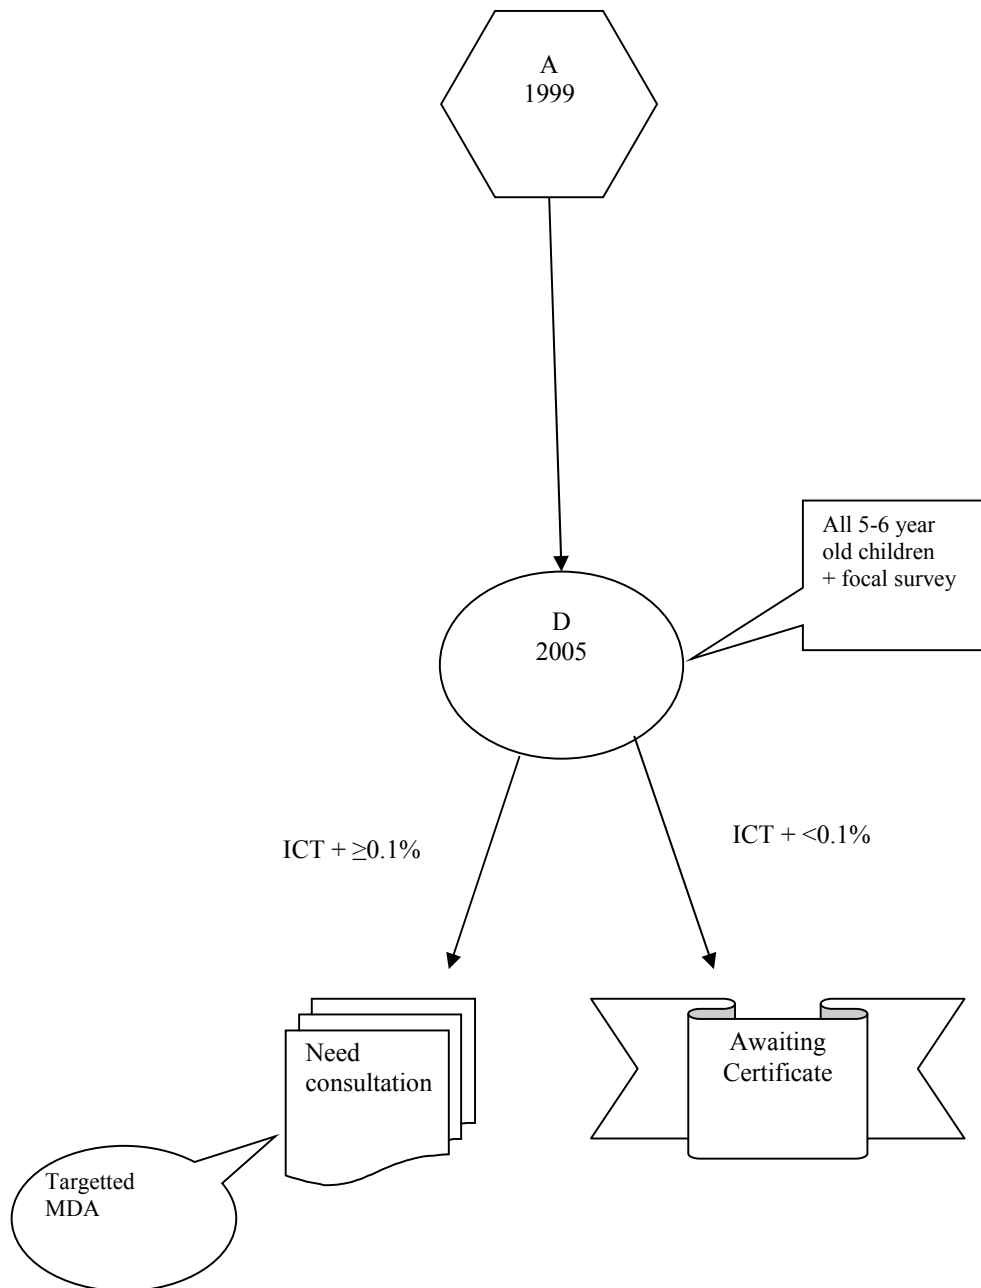 A
1999
All 5-6 year
old children
+ focal survey
D
2005
ICT + ≥0.1%
ICT + <0.1%
Need
consultation
Awaiting
Certificate
Targetted
MDA